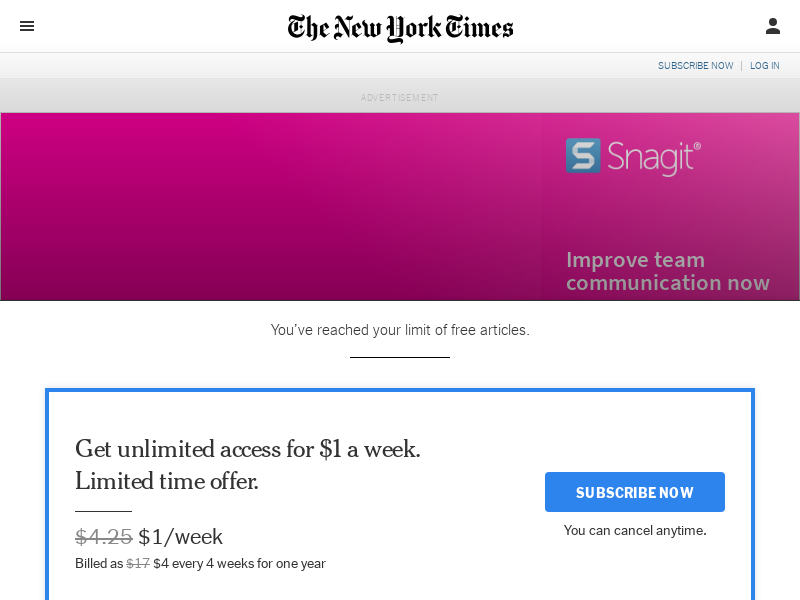 The New York Times
SUBSCRIBE NOW | LOG IN
ADVERTISEMENT
Snagit®
Improve team
communication now
You've reached your limit of free articles.
Get unlimited access for $1 a week.
Limited time offer.
$4.25 $1/week
Billed as $17 $4 every 4 weeks for one year
SUBSCRIBE NOW
You can cancel anytime.